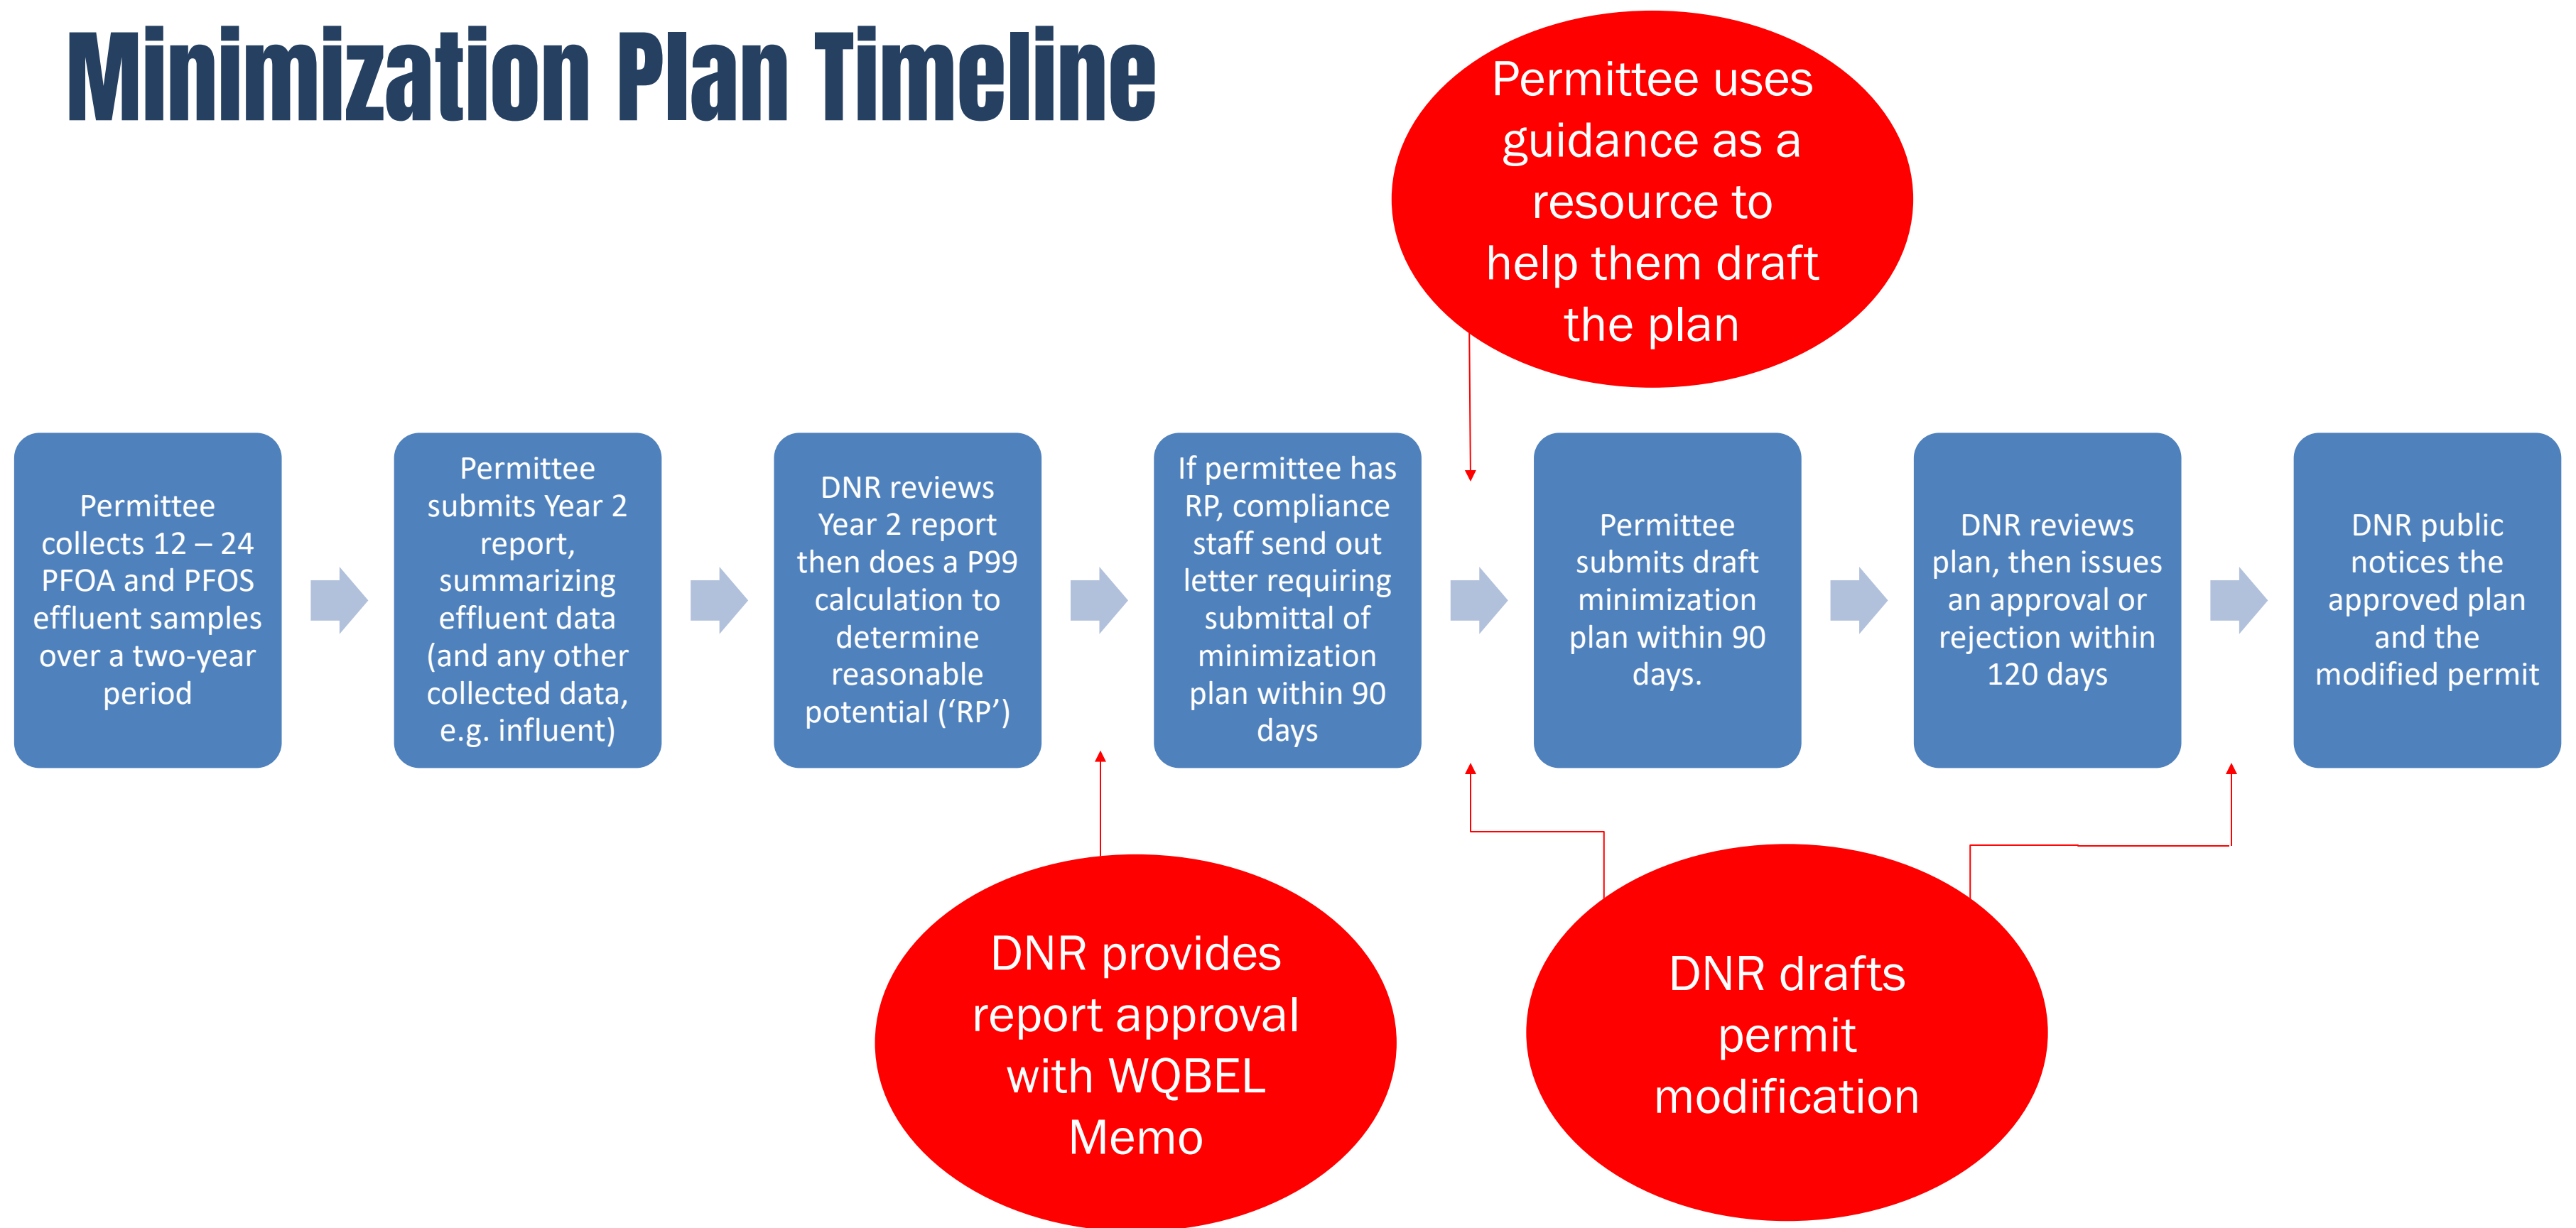 Minimization Plan Timeline
Permittee uses
guidance as a
resource to
help them draft
the plan
Permittee
collects 12 – 24
PFOA and PFOS
effluent samples
over a two-year
period
Permittee
submits Year 2
report,
summarizing
effluent data
(and any other
collected data,
e.g. influent)
DNR reviews
Year 2 report
then does a P99
calculation to
determine
reasonable
potential (‘RP’)
If permittee has
RP, compliance
staff send out
letter requiring
submittal of
minimization
plan within 90
days
Permittee
submits draft
minimization
plan within 90
days.
DNR reviews
plan, then issues
an approval or
rejection within
120 days
DNR public
notices the
approved plan
and the
modified permit
DNR provides
report approval
with WQBEL
Memo
DNR drafts
permit
modification